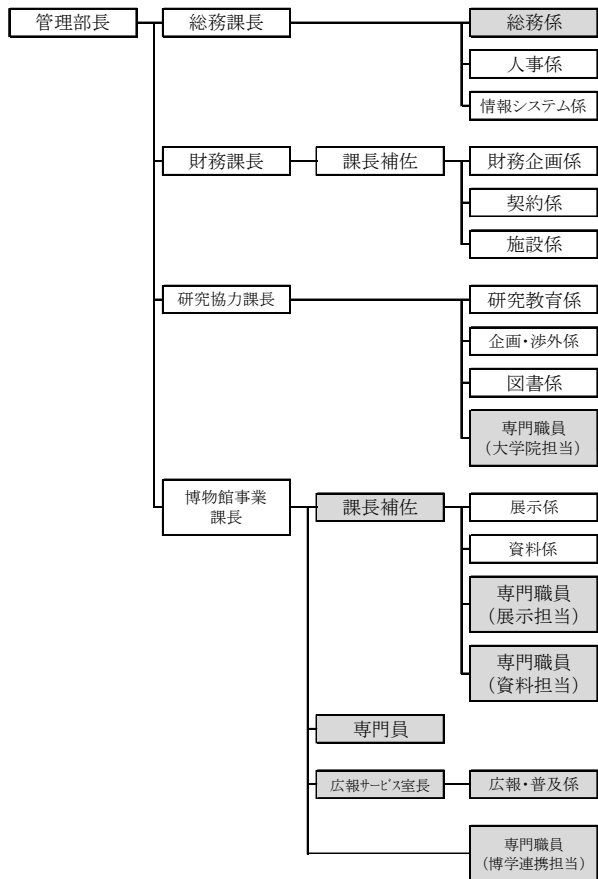 管理部長
総務課長
総務係
人事係
情報システム係
財務課長
課長補佐
財務企画係
契約係
施設係
研究協力課長
研究教育係
企画・渉外係
図書係
専門職員
（大学院担当）
博物館事業
課長
課長補佐
展示係
資料係
専門職員
（展示担当）
専門職員
（資料担当）
専門員
広報サービス室長
広報・普及係
専門職員
（博学連携担当）